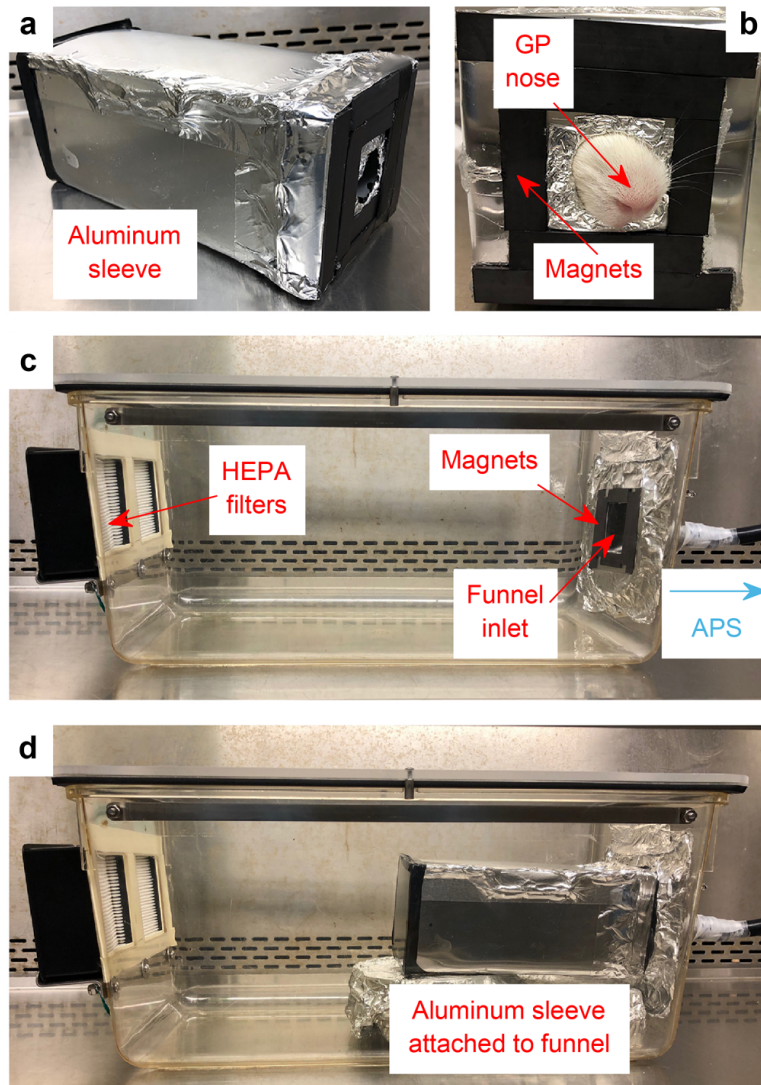 a
Aluminum
sleeve
b
GP
nose
Magnets
c
HEPA
filters
Magnets
Funnel
inlet
APS
d
Aluminum sleeve
attached to funnel